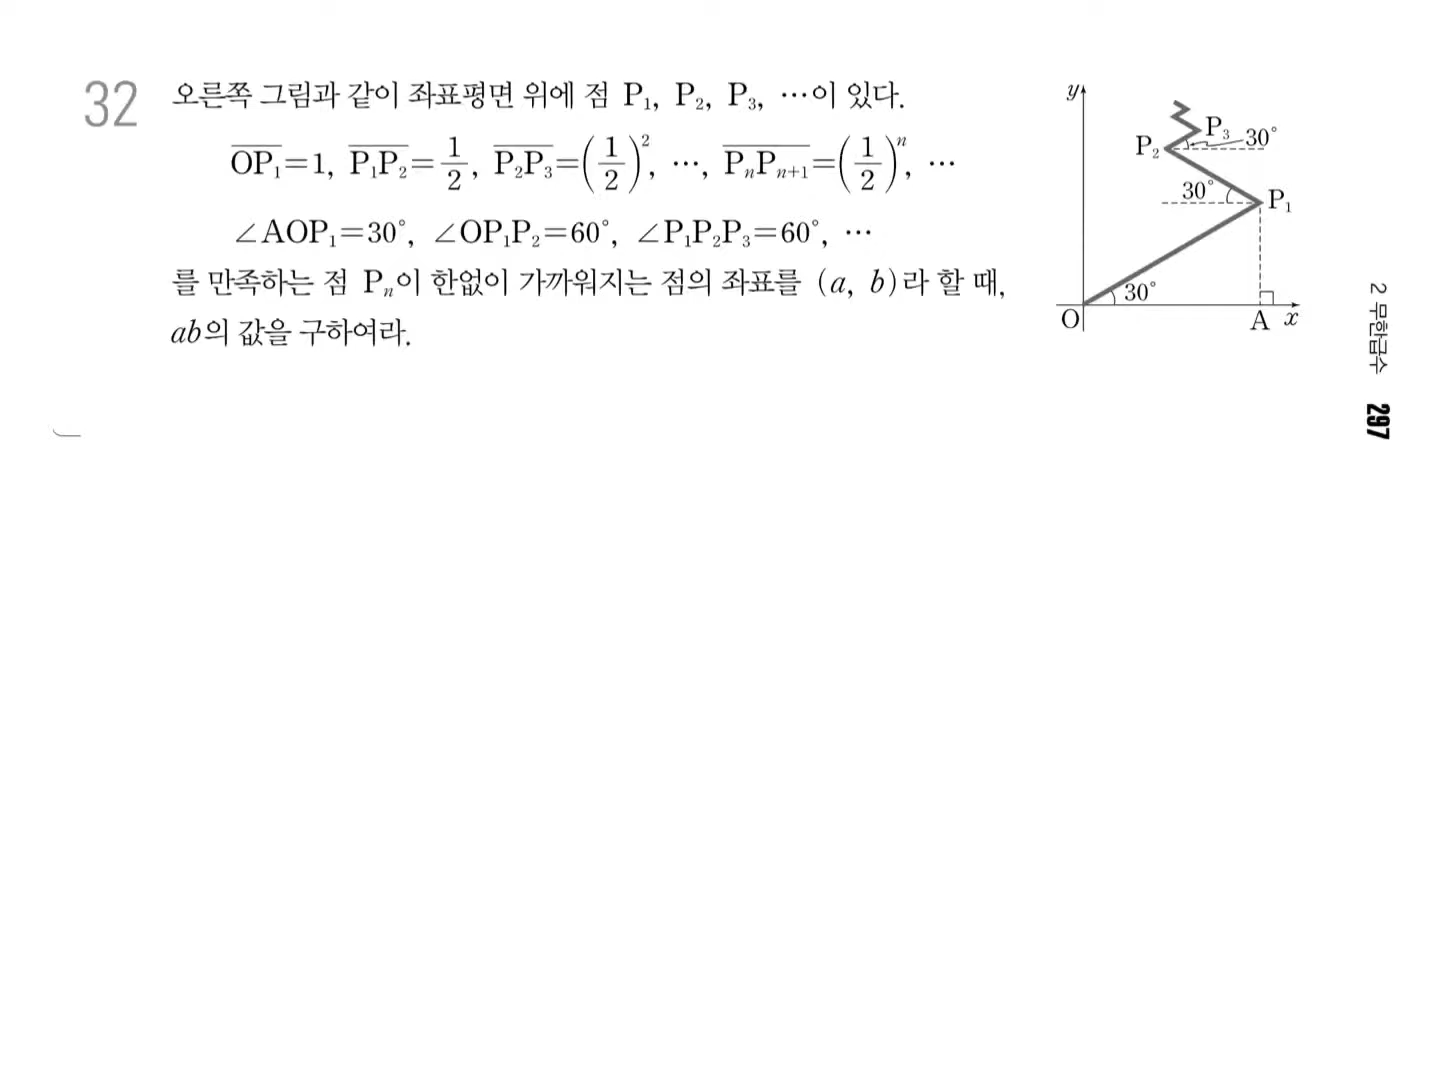 32 오른쪽 그림과 같이 좌표평면 위에 점 P₁, P₂, P₃, …이 있다.
OP₁=1, P₁P₂=1/2, P₂P₃=(1/2)², …, PₙPₙ₊₁=(1/2)ⁿ, …
∠AOP₁=30°, ∠OP₁P₂=60°, ∠P₁P₂P₃=60°, …
를 만족하는 점 Pₙ이 한없이 가까워지는 점의 좌표를 (a, b)라 할 때,
ab의 값을 구하여라.
y
P₃
30°
P₂
30°
P₁
30°
O
A
x
2 무한급수 297